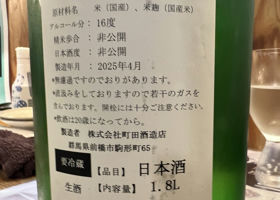 原材料名：米（国産）、米麹（国産米）
アルコール分：16度
精米歩合：非公開
日本酒度：非公開
製造年月：2025年4月
*無濾過ですのでおりがあります。
*直汲みをしておりますので若干のガスを
含んでおります。開栓には十分ご注意ください。
*飲酒は20歳になってから。
製造者 株式会社町田酒造店
群馬県前橋市駒形町65
要冷蔵
【品目】日本酒
生酒【内容量】1.8L